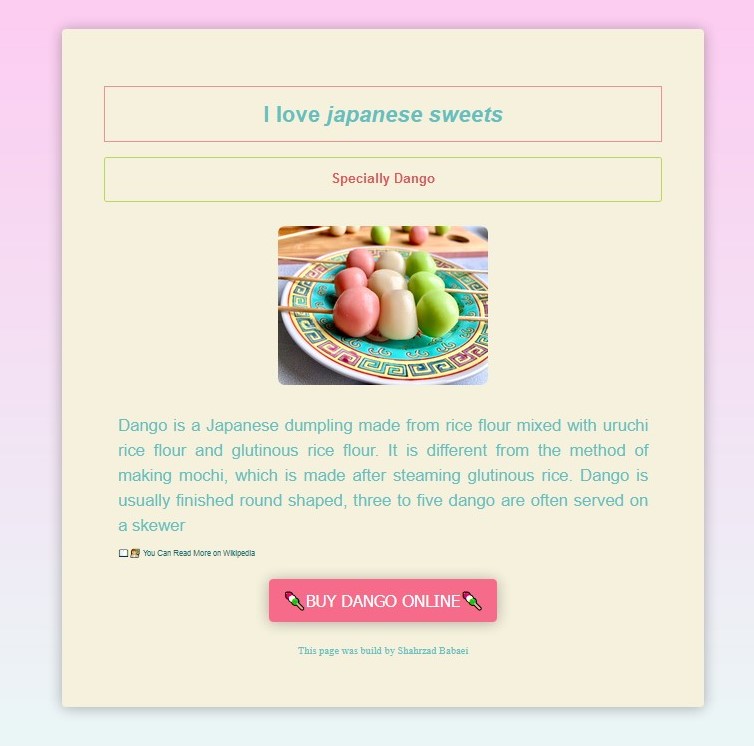 I love japanese sweets
Specially Dango
Dango is a Japanese dumpling made from rice flour mixed with uruchi
rice flour and glutinous rice flour. It is different from the method of
making mochi, which is made after steaming glutinous rice. Dango is
usually finished round shaped, three to five dango are often served on
a skewer
📖👩‍🏫 You Can Read More on Wikipedia
🍡BUY DANGO ONLINE🍡
This page was build by Shahrzad Babaei